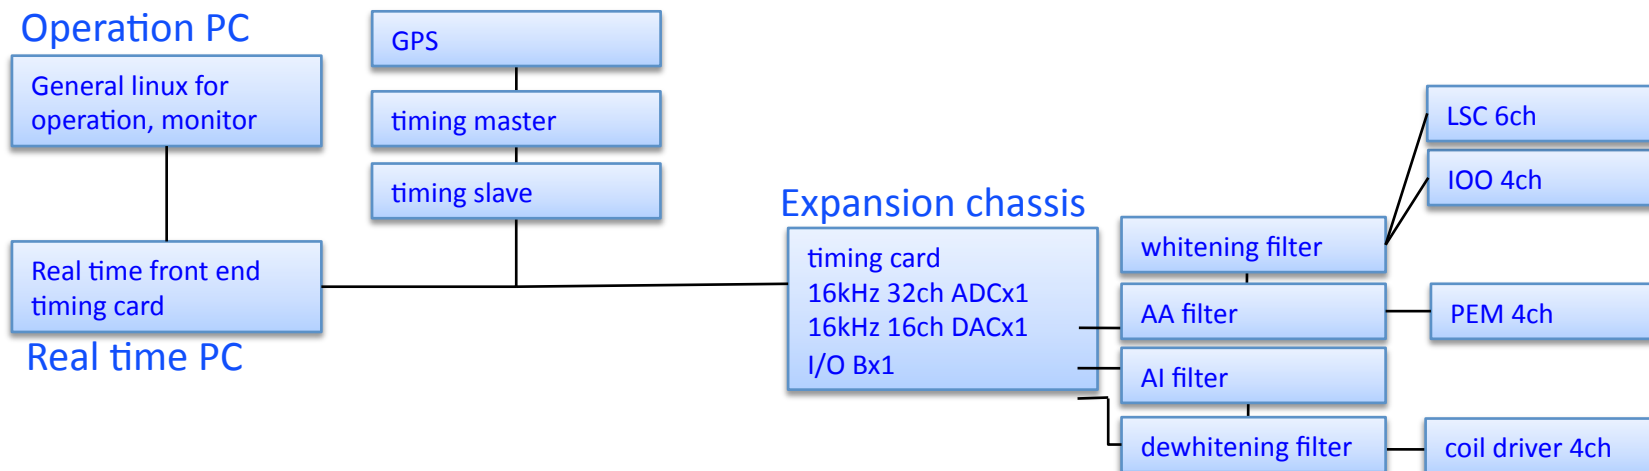 Operation PC
General linux for
operation, monitor
GPS
timing master
timing slave
Real time front end
timing card
Real time PC
Expansion chassis
timing card
16kHz 32ch ADCx1
16kHz 16ch DACx1
I/O Bx1
whitening filter
AA filter
AI filter
dewhitening filter
LSC 6ch
IOO 4ch
PEM 4ch
coil driver 4ch